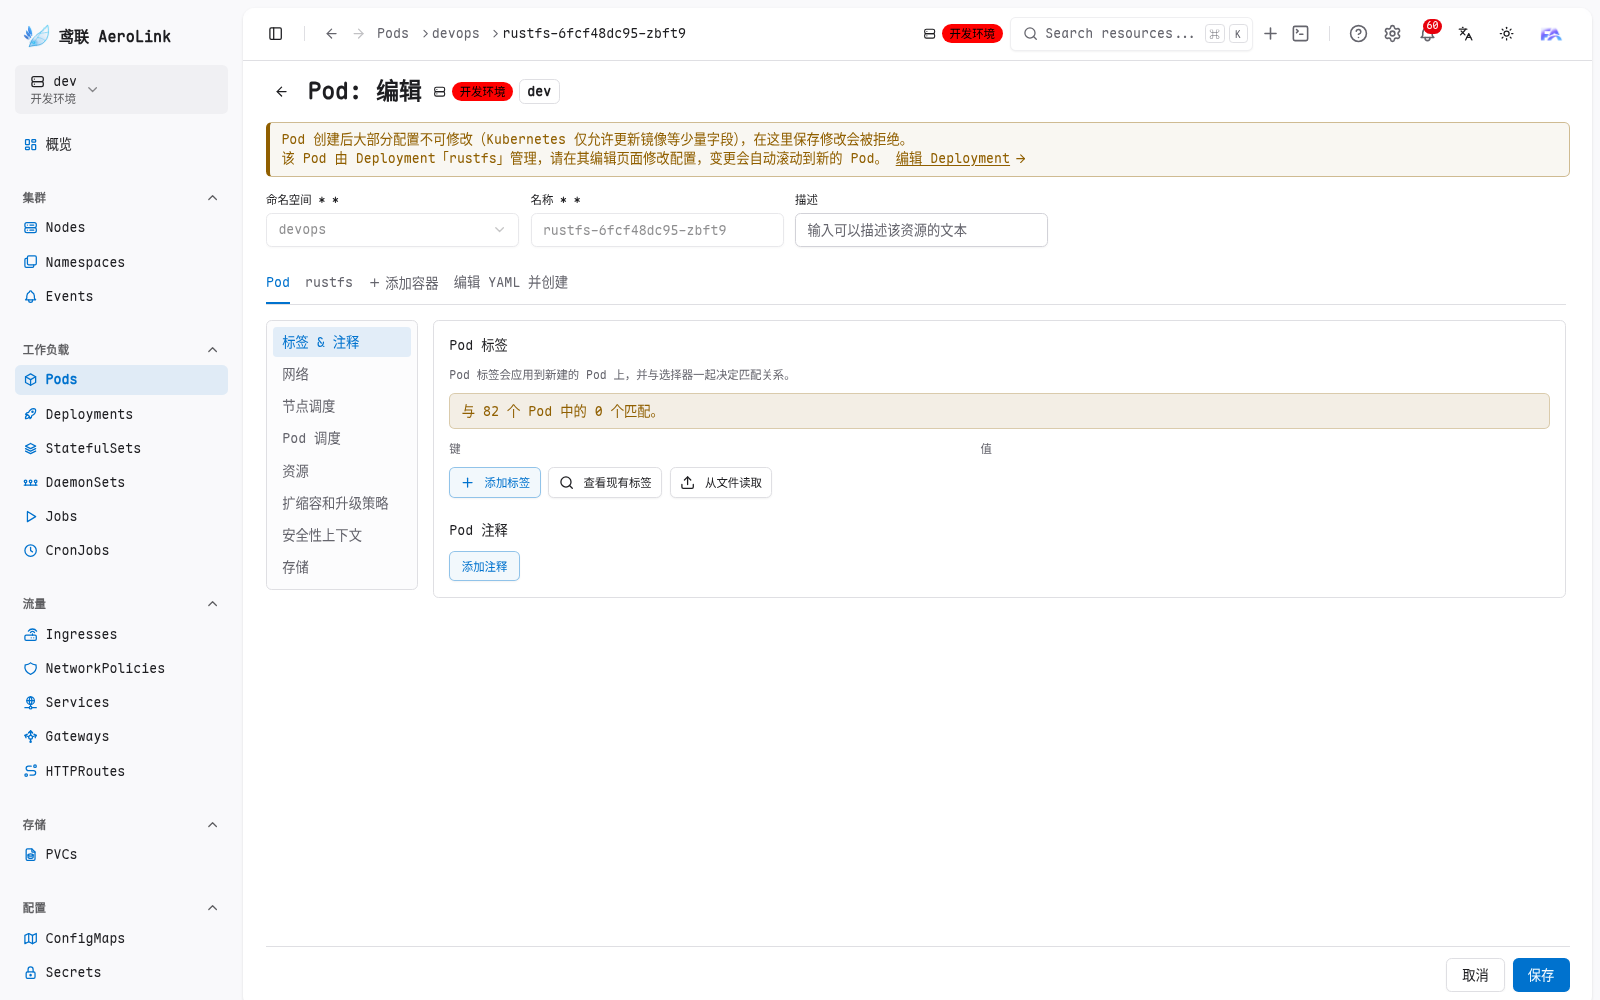 鸢联 AeroLink
dev
开发环境
概览
集群
Nodes
Namespaces
Events
工作负载
Pods
Deployments
StatefulSets
DaemonSets
Jobs
CronJobs
流量
Ingresses
NetworkPolicies
Services
Gateways
HTTPRoutes
存储
PVCs
配置
ConfigMaps
Secrets
Pods > devops > rustfs-6fcf48dc95-zbft9
开发环境
Search resources... ⌘ K
60
Pod: 编辑 开发环境 dev
Pod 创建后大部分配置不可修改（Kubernetes 仅允许更新镜像等少量字段），在这里保存修改会被拒绝。
该 Pod 由 Deployment「rustfs」管理，请在其编辑页面修改配置，变更会自动滚动到新的 Pod。 编辑 Deployment →
命名空间 * *
devops
名称 * *
rustfs-6fcf48dc95-zbft9
描述
输入可以描述该资源的文本
Pod rustfs + 添加容器 编辑 YAML 并创建
标签 & 注释
网络
节点调度
Pod 调度
资源
扩缩容和升级策略
安全性上下文
存储
Pod 标签
Pod 标签会应用到新建的 Pod 上，并与选择器一起决定匹配关系。
与 82 个 Pod 中的 0 个匹配。
键 值
添加标签 查看现有标签 从文件读取
Pod 注释
添加注释
取消 保存